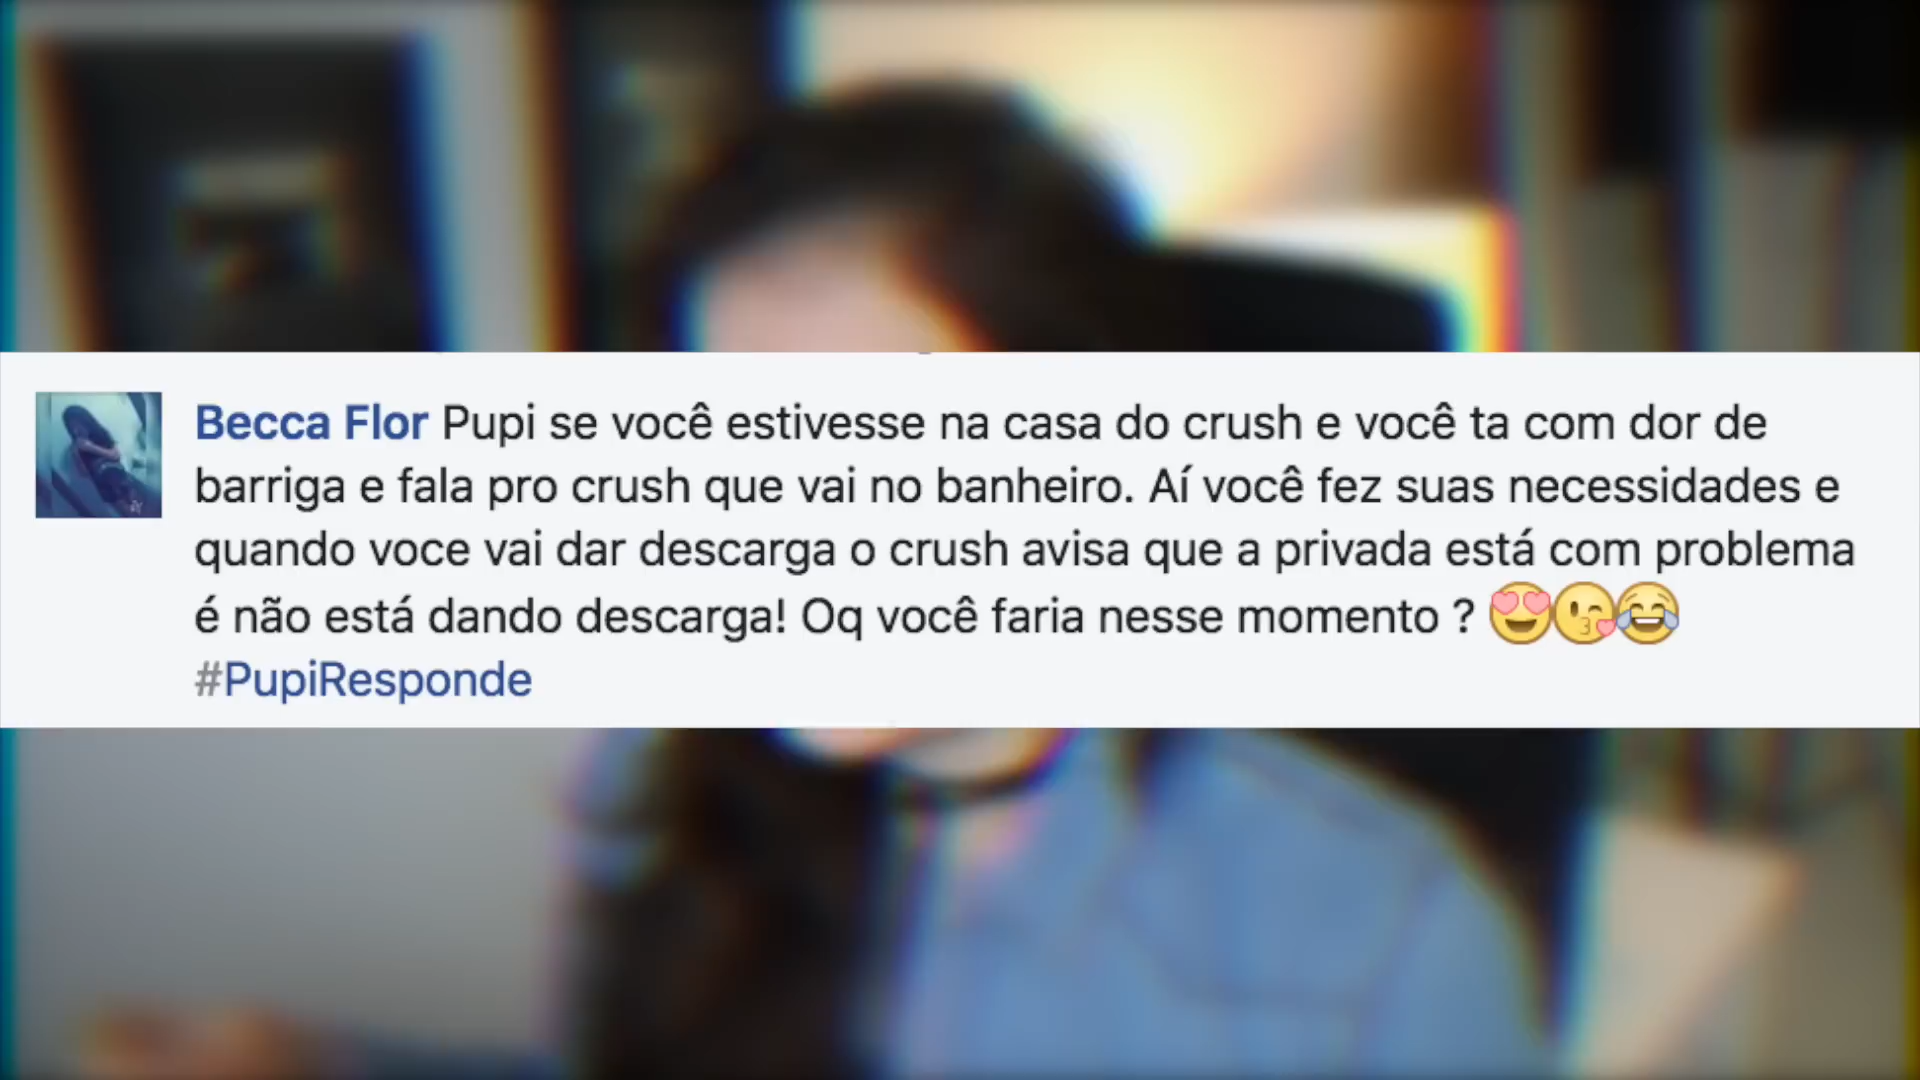 Becca Flor Pupi se você estivesse na casa do crush e você ta com dor de
barriga e fala pro crush que vai no banheiro. Aí você fez suas necessidades e
quando voce vai dar descarga o crush avisa que a privada está com problema
é não está dando descarga! Oq você faria nesse momento ? 😍😘😂
#PupiResponde